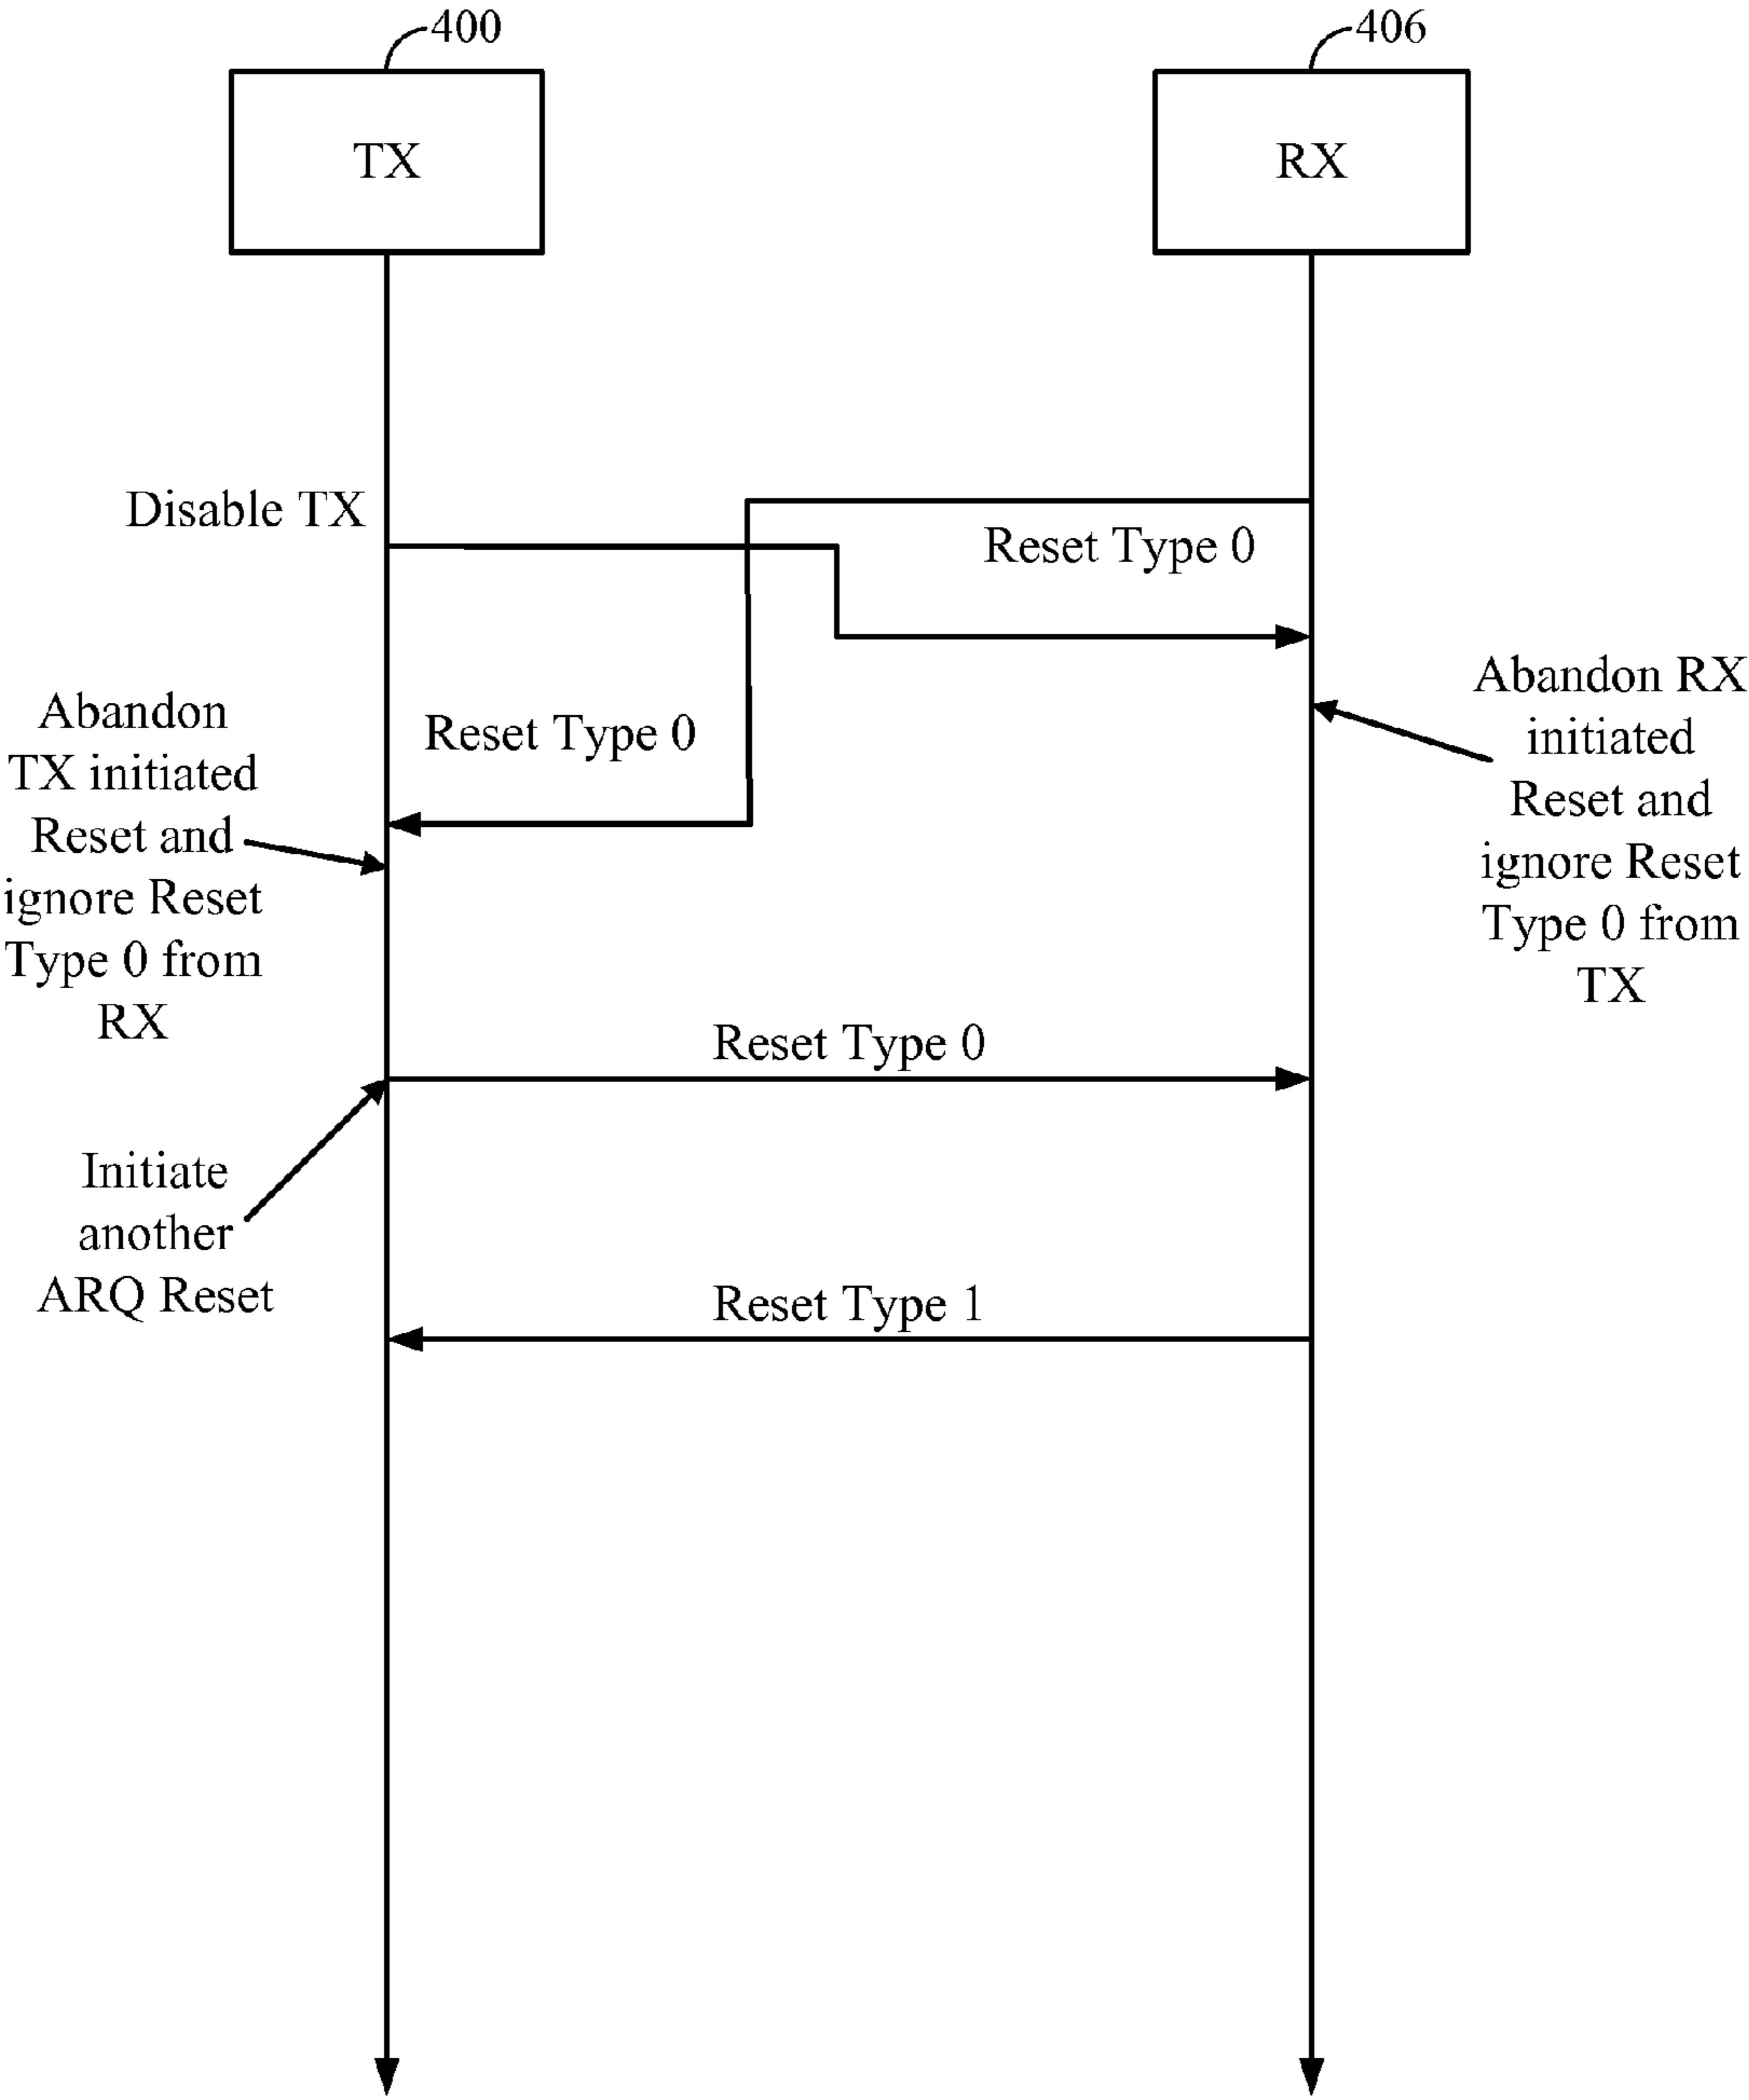 400
406
TX
RX
Disable TX
Reset Type 0
Abandon RX
initiated
Reset and
ignore Reset
Type 0 from
TX
Abandon
TX initiated
Reset and
ignore Reset
Type 0 from
RX
Reset Type 0
Reset Type 0
Initiate
another
ARQ Reset
Reset Type 1